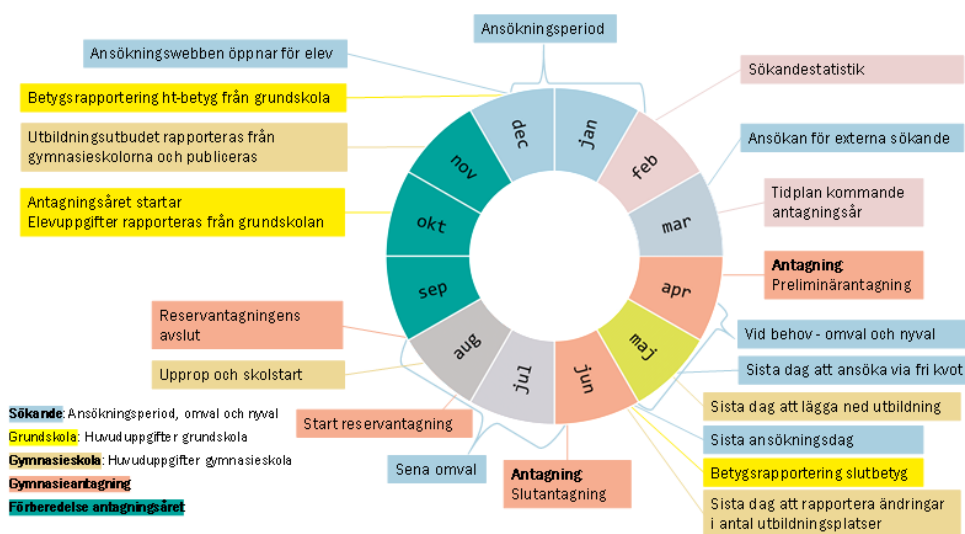 Ansökningsperiod
Ansökningswebben öppnar för elev
Betygsrapportering ht-betyg från grundskola
Utbildningsutbudet rapporteras från
gymnasieskolorna och publiceras
Antagningsåret startar
Elevuppgifter rapporteras från grundskolan
Reservantagningens
avslut
Upprop och skolstart
Start reservantagning
Sena omval
Antagning
Slutantagning
Sökandestatistik
Ansökan för externa sökande
Tidplan kommande
antagningsår
Antagning
Preliminärantagning
Vid behov - omval och nyval
Sista dag att ansöka via fri kvot
Sista dag att lägga ned utbildning
Sista ansökningsdag
Betygsrapportering slutbetyg
Sista dag att rapportera ändringar
i antal utbildningsplatser
jan
feb
mar
apr
maj
jun
jul
aug
sep
okt
nov
dec
Sökande: Ansökningsperiod, omval och nyval
Grundskola: Huvuduppgifter grundskola
Gymnasieskola: Huvuduppgifter gymnasieskola
Gymnasieantagning
Förberedelse antagningsåret